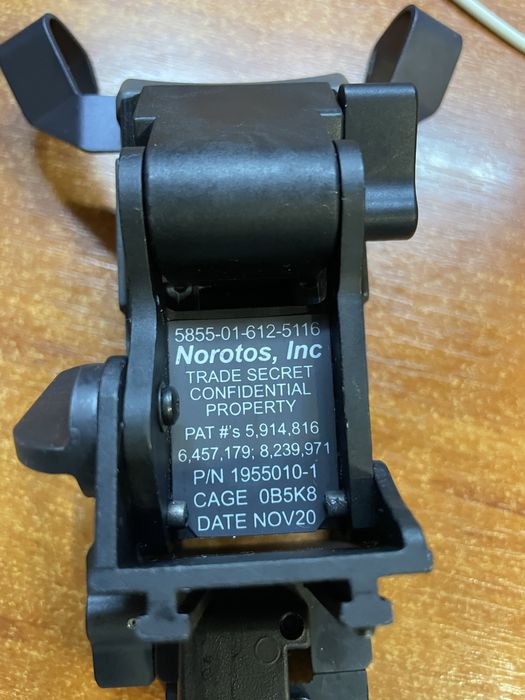 5855-01-612-5116
Norotos, Inc
TRADE SECRET
CONFIDENTIAL
PROPERTY
PAT #'s 5,914,816
6,457,179; 8,239,971
P/N 1955010-1
CAGE 0B5K8
DATE NOV20